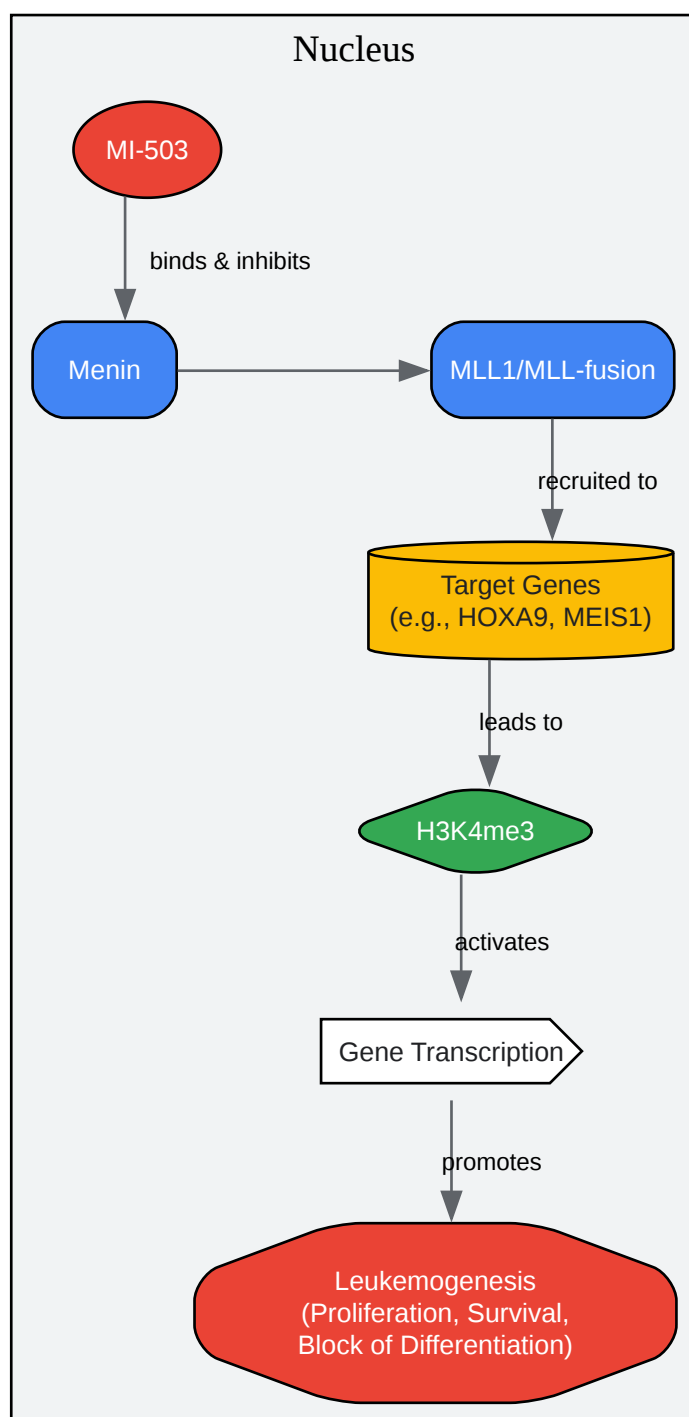 Nucleus
MI-503
binds & inhibits
Menin
MLL1/MLL-fusion
recruited to
Target Genes
(e.g., HOXA9, MEIS1)
leads to
H3K4me3
activates
Gene Transcription
promotes
Leukemogenesis
(Proliferation, Survival,
Block of Differentiation)